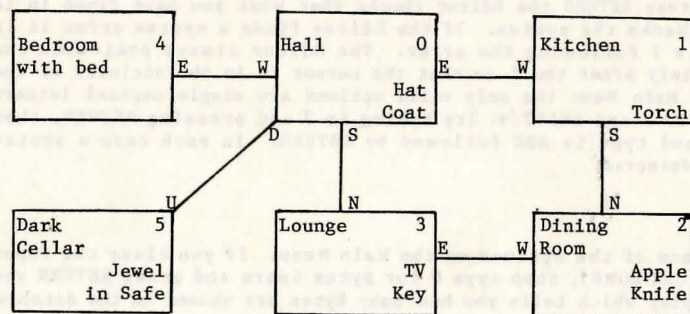 Bedroom 4
with bed
E
W
Hall 0
Hat
Coat
E
W
Kitchen 1
Torch
D
S
S
U
N
N
Dark 5
Cellar
Jewel
in Safe
Lounge 3
TV
Key
E
W
Dining 2
Room
Apple
Knife